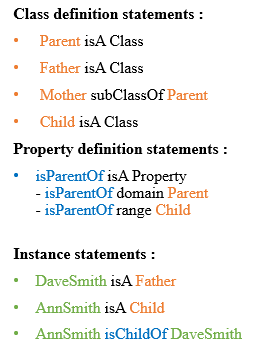 Class definition statements :
• Parent isA Class
• Father isA Class
• Mother subClassOf Parent
• Child isA Class
Property definition statements :
• isParentOf isA Property
- isParentOf domain Parent
- isParentOf range Child
Instance statements :
• DaveSmith isA Father
• AnnSmith isA Child
• AnnSmith isChildOf DaveSmith